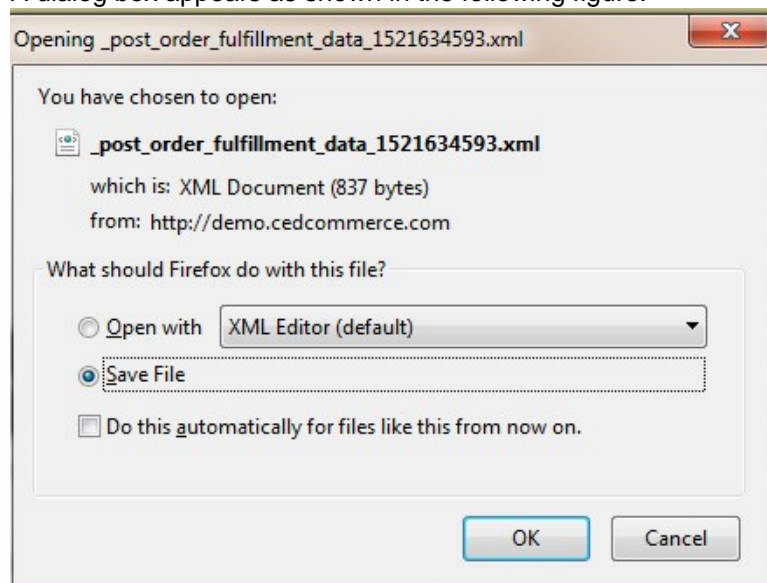 A dialog box appears as shown in the following figure:
Opening _post_order_fulfillment_data_1521634593.xml
You have chosen to open:
_post_order_fulfillment_data_1521634593.xml
which is: XML Document (837 bytes)
from: http://demo.cedcommerce.com
What should Firefox do with this file?
Open with XML Editor (default)
Save File
Do this automatically for files like this from now on.
OK Cancel